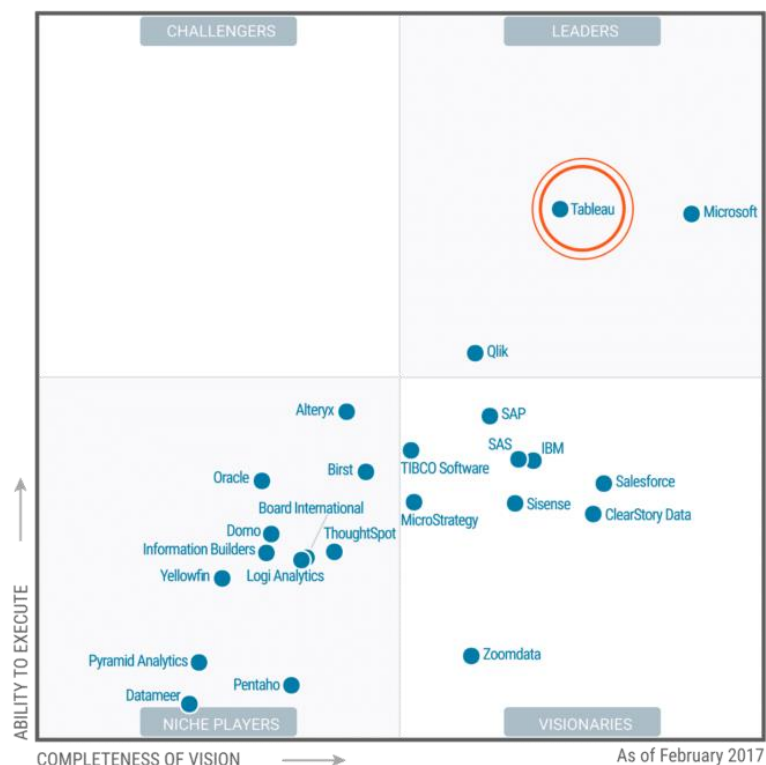 CHALLENGERS
LEADERS
Tableau
Microsoft
Qlik
Alteryx
SAP
SAS
IBM
Birst
TIBCO Software
Oracle
Salesforce
Board International
MicroStrategy
Sisense
ClearStory Data
Domo
ThoughtSpot
Information Builders
Yellowfin
Logi Analytics
Pyramid Analytics
Zoomdata
Pentaho
Datameer
NICHE PLAYERS
VISIONARIES
ABILITY TO EXECUTE
COMPLETENESS OF VISION
As of February 2017